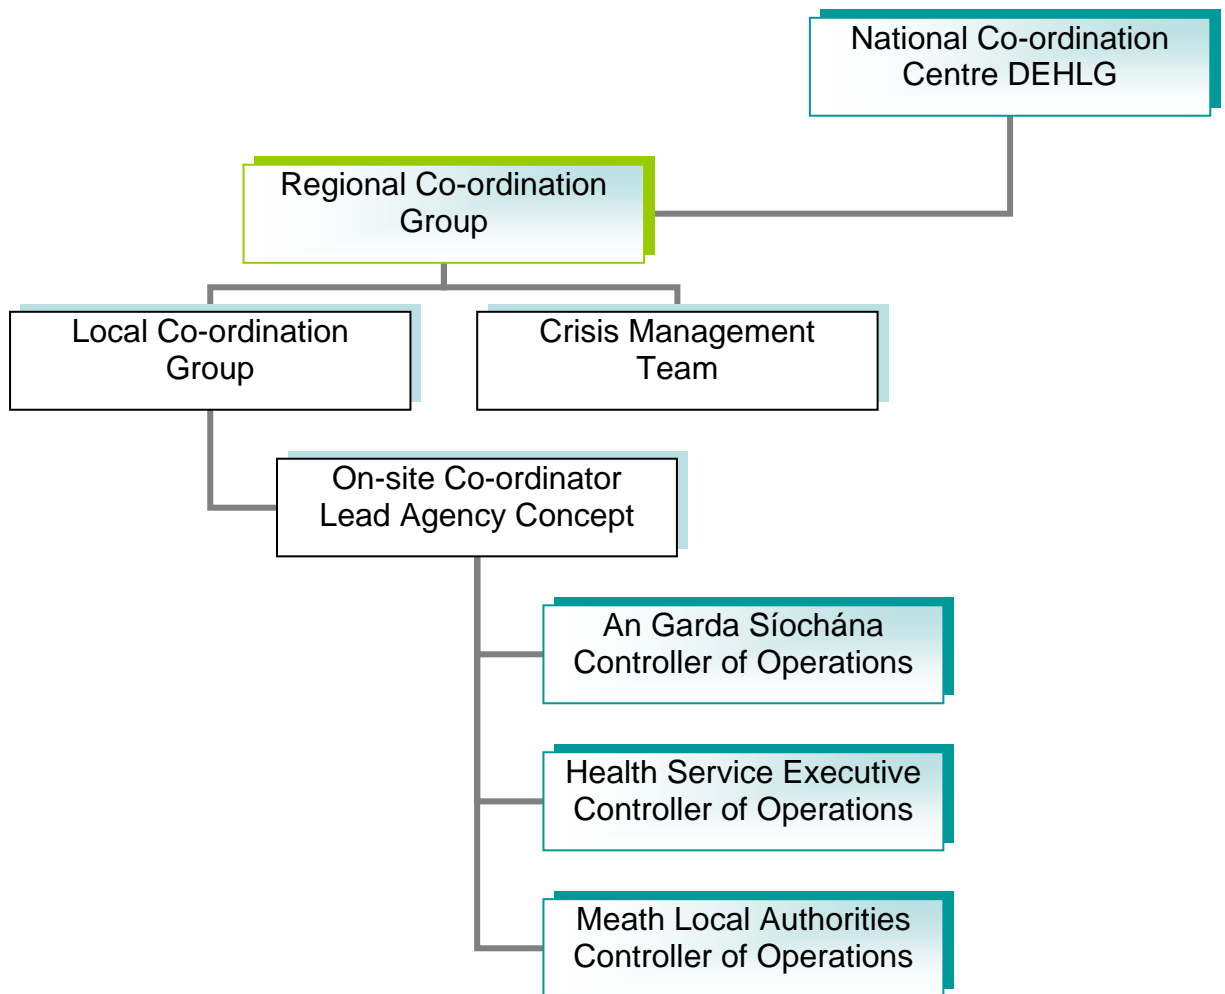 National Co-ordination
Centre DEHLG
Regional Co-ordination
Group
Local Co-ordination
Group
Crisis Management
Team
On-site Co-ordinator
Lead Agency Concept
An Garda Síochána
Controller of Operations
Health Service Executive
Controller of Operations
Meath Local Authorities
Controller of Operations